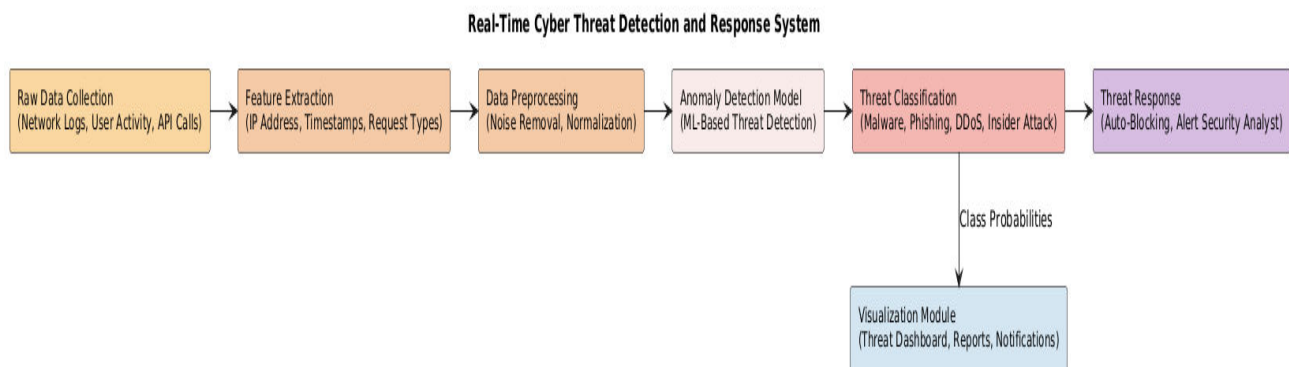 Real-Time Cyber Threat Detection and Response System
Raw Data Collection
(Network Logs, User Activity, API Calls)
Feature Extraction
(IP Address, Timestamps, Request Types)
Data Preprocessing
(Noise Removal, Normalization)
Anomaly Detection Model
(ML-Based Threat Detection)
Threat Classification
(Malware, Phishing, DDoS, Insider Attack)
Threat Response
(Auto-Blocking, Alert Security Analyst)
Class Probabilities
Visualization Module
(Threat Dashboard, Reports, Notifications)